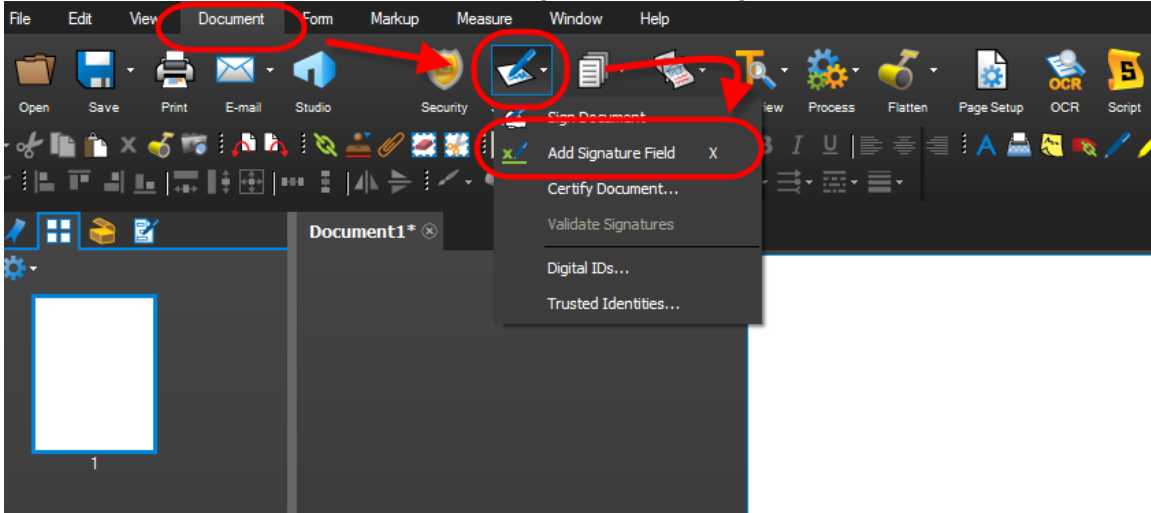 File Edit View Document Form Markup Measure Window Help
Open Save Print E-mail Studio Security Process Flatten Page Setup OCR Script
OCR S
Sign Document
Add Signature Field X
I U A
Certify Document...
Validate Signatures
Document1*
Digital IDs...
Trusted Identities...
1